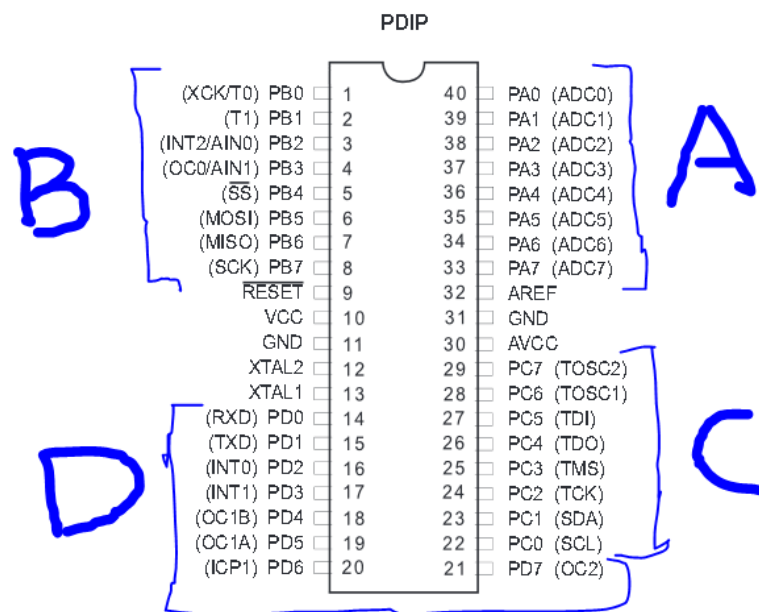 PDIP
(XCK/T0) PB0 1 40 PA0 (ADC0)
(T1) PB1 2 39 PA1 (ADC1)
(INT2/AIN0) PB2 3 38 PA2 (ADC2)
(OC0/AIN1) PB3 4 37 PA3 (ADC3)
(SS) PB4 5 36 PA4 (ADC4)
(MOSI) PB5 6 35 PA5 (ADC5)
(MISO) PB6 7 34 PA6 (ADC6)
(SCK) PB7 8 33 PA7 (ADC7)
RESET 9 32 AREF
VCC 10 31 GND
GND 11 30 AVCC
XTAL2 12 29 PC7 (TOSC2)
XTAL1 13 28 PC6 (TOSC1)
(RXD) PD0 14 27 PC5 (TDI)
(TXD) PD1 15 26 PC4 (TDO)
(INT0) PD2 16 25 PC3 (TMS)
(INT1) PD3 17 24 PC2 (TCK)
(OC1B) PD4 18 23 PC1 (SDA)
(OC1A) PD5 19 22 PC0 (SCL)
(ICP1) PD6 20 21 PD7 (OC2)
B
A
D
C